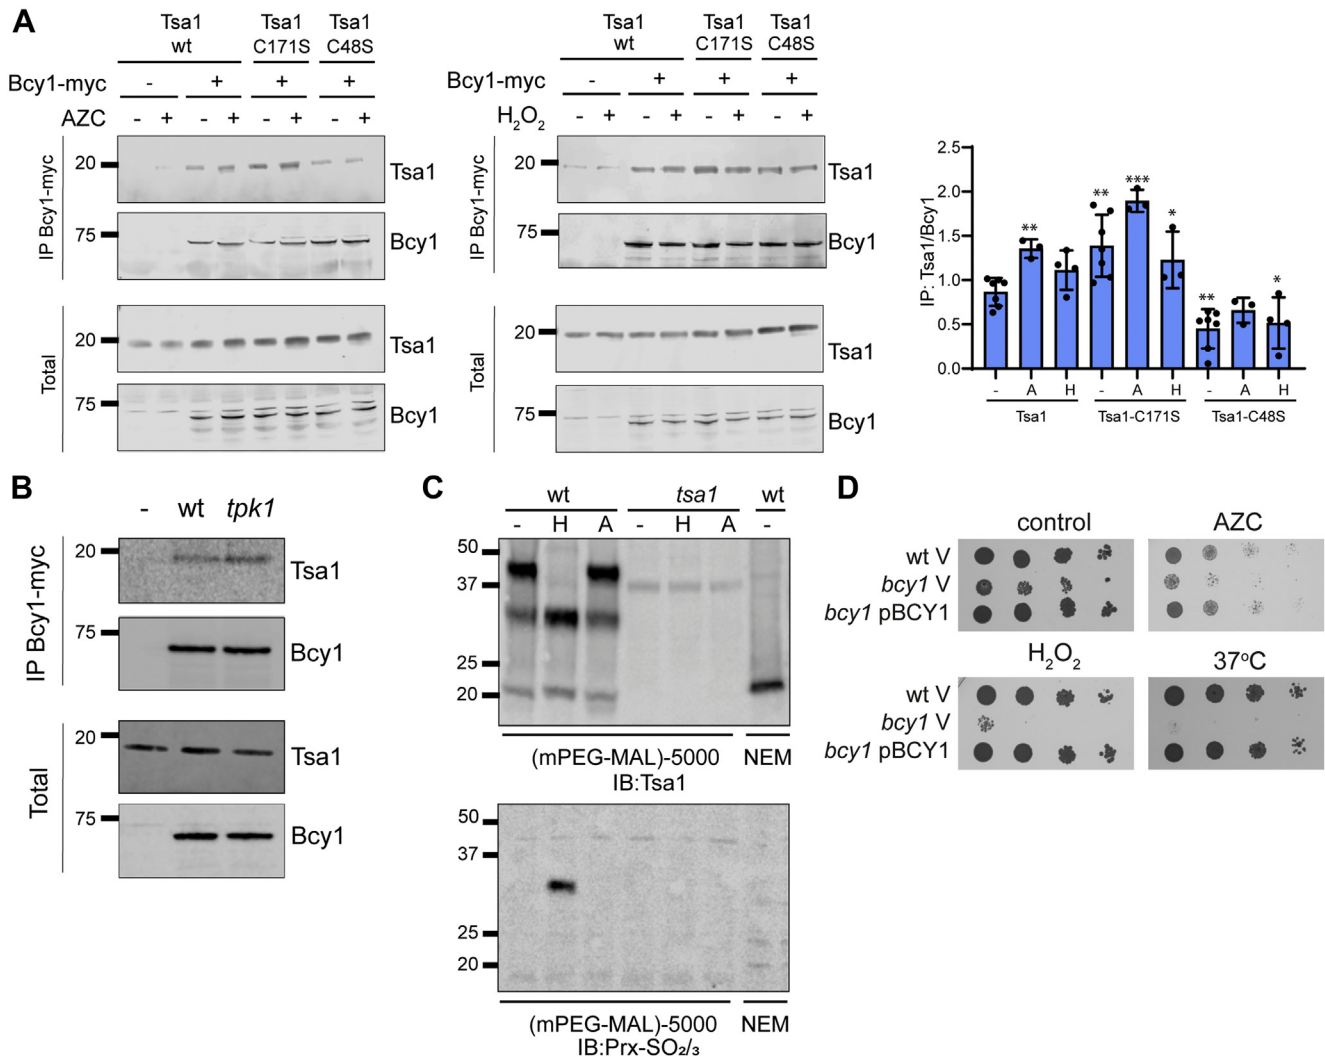 A
Tsa1 wt
Tsa1 C171S
Tsa1 C48S
Bcy1-myc - + + +
AZC - + - + - + - +
IP Bcy1-myc
20 Tsa1
75 Bcy1
Total
20 Tsa1
75 Bcy1
Tsa1 wt
Tsa1 C171S
Tsa1 C48S
Bcy1-myc - + + +
H₂O₂ - + - + - + - +
IP Bcy1-myc
20 Tsa1
75 Bcy1
Total
20 Tsa1
75 Bcy1
IP: Tsa1/Bcy1
2.5
2.0
1.5
1.0
0.5
0.0
** ** *** * ** *
- A H - A H - A H
Tsa1 Tsa1-C171S Tsa1-C48S
B
- wt tpk1
IP Bcy1-myc
20 Tsa1
75 Bcy1
Total
20 Tsa1
75 Bcy1
C
wt tsa1 wt
- H A - H A -
50
37
25
20
(mPEG-MAL)-5000 NEM
IB:Tsa1
50
37
25
20
(mPEG-MAL)-5000 NEM
IB:Prx-SO₂/₃
D
control AZC
wt V
bcy1 V
bcy1 pBCY1
H₂O₂ 37°C
wt V
bcy1 V
bcy1 pBCY1